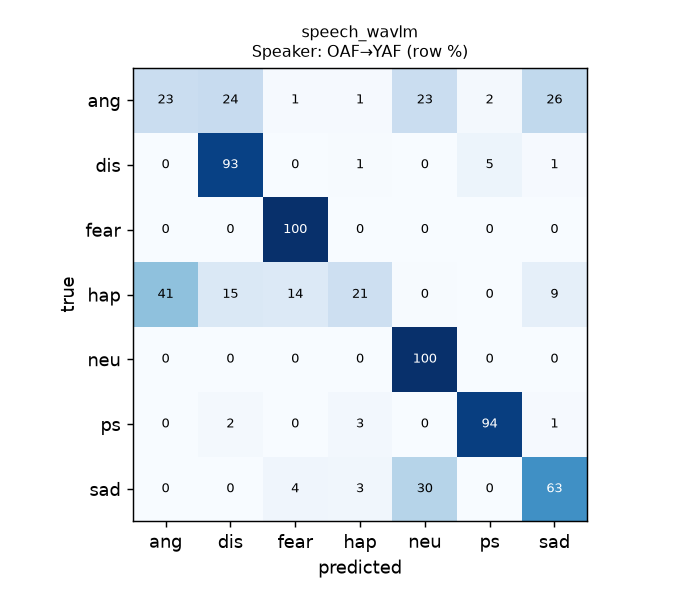 speech_wavlm
Speaker: OAF→YAF (row %)
ang 23 24 1 1 23 2 26
dis 0 93 0 1 0 5 1
fear 0 0 100 0 0 0 0
hap 41 15 14 21 0 0 9
neu 0 0 0 0 100 0 0
ps 0 2 0 3 0 94 1
sad 0 0 4 3 30 0 63
ang dis fear hap neu ps sad
predicted
true